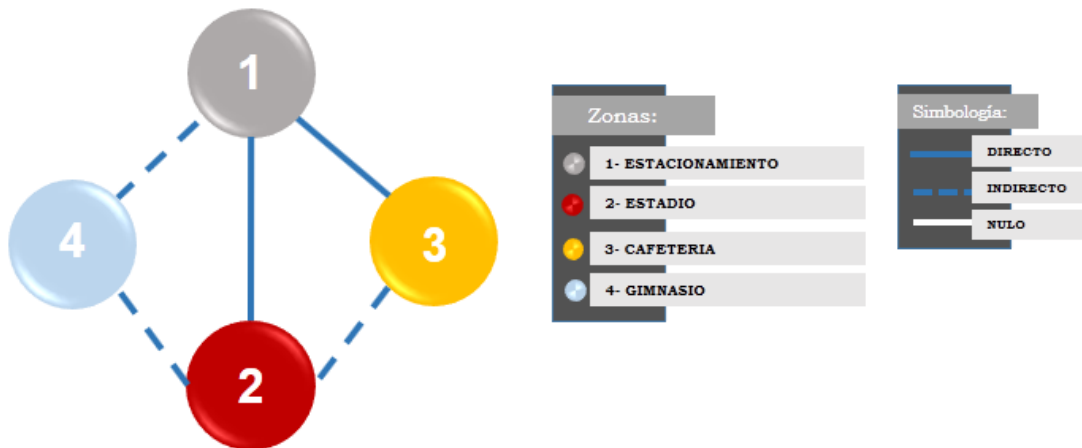 1
4
3
2
Zonas:
1- ESTACIONAMIENTO
2- ESTADIO
3- CAFETERIA
4- GIMNASIO
Simbología:
DIRECTO
INDIRECTO
NULO